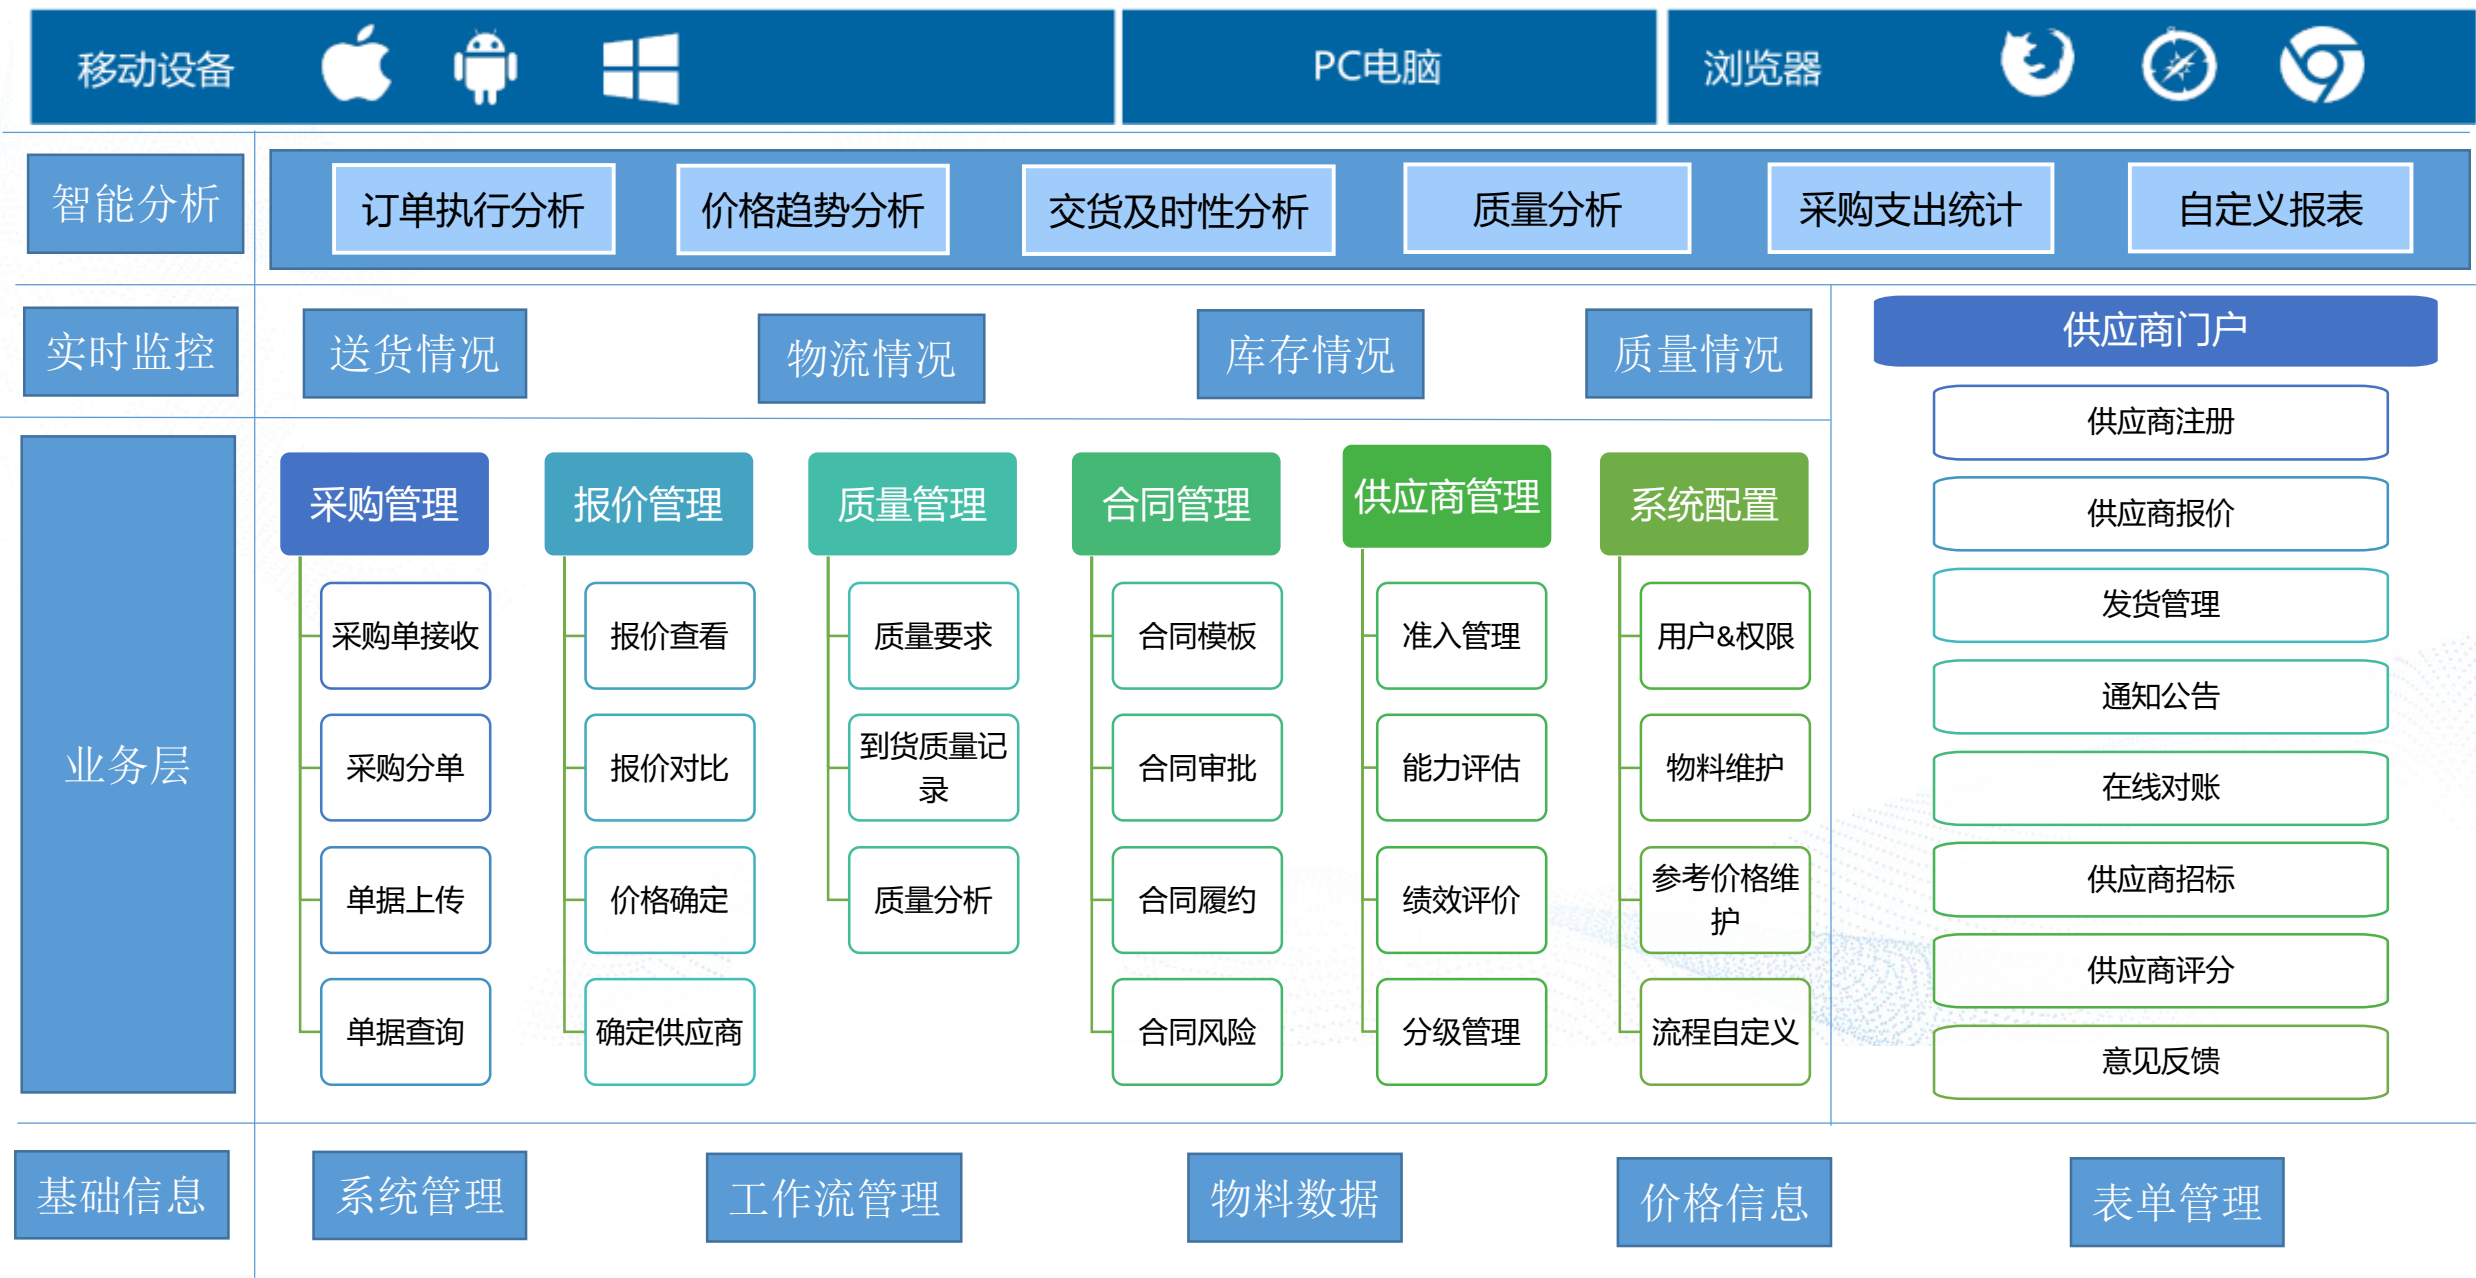 移动设备
PC电脑
浏览器
智能分析
订单执行分析
价格趋势分析
交货及时性分析
质量分析
采购支出统计
自定义报表
实时监控
送货情况
物流情况
库存情况
质量情况
供应商门户
供应商注册
供应商报价
发货管理
通知公告
在线对账
供应商招标
供应商评分
意见反馈
业务层
采购管理
采购单接收
采购分单
单据上传
单据查询
报价管理
报价查看
报价对比
价格确定
确定供应商
质量管理
质量要求
到货质量记
录
质量分析
合同管理
合同模板
合同审批
合同履约
合同风险
供应商管理
准入管理
能力评估
绩效评价
分级管理
系统配置
用户&权限
物料维护
参考价格维
护
流程自定义
基础信息
系统管理
工作流管理
物料数据
价格信息
表单管理